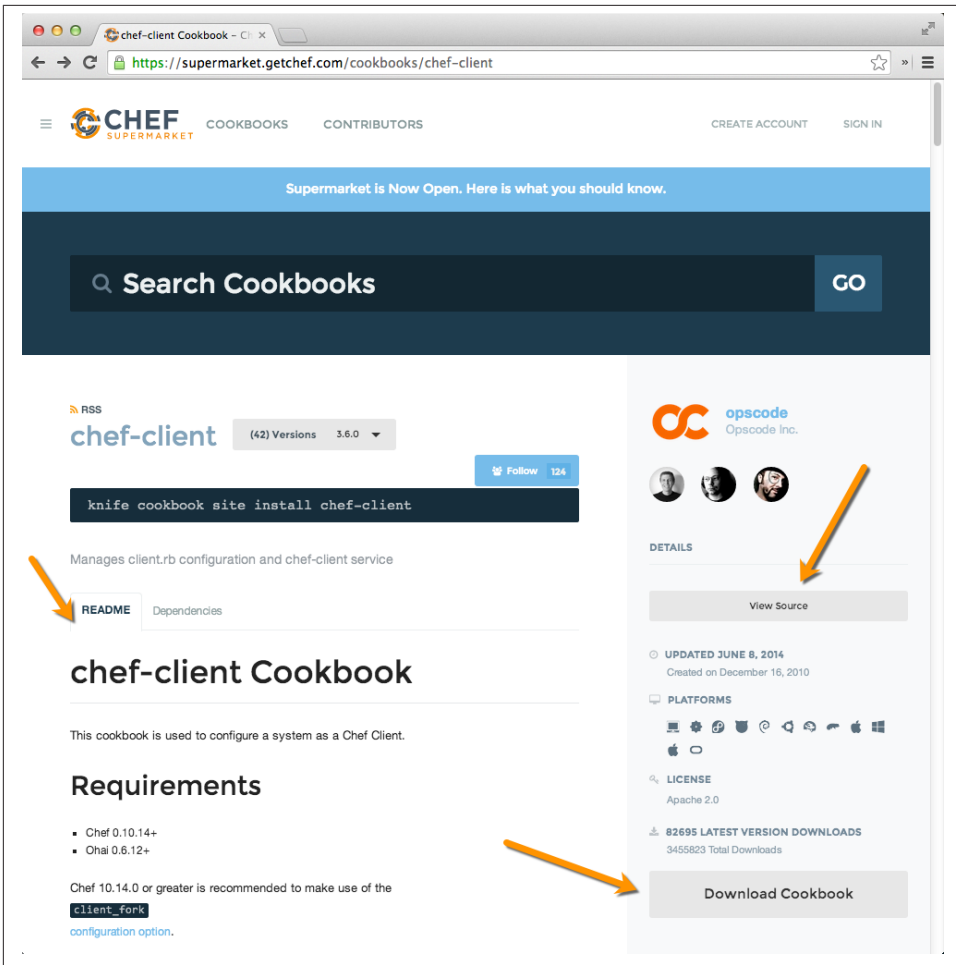 chef-client Cookbook - Ch
https://supermarket.getchef.com/cookbooks/chef-client
»
CHEF
SUPERMARKET
COOKBOOKS
CONTRIBUTORS
CREATE ACCOUNT
SIGN IN
Supermarket is Now Open. Here is what you should know.
Search Cookbooks
GO
RSS
chef-client
(42) Versions 3.6.0
Follow 124
knife cookbook site install chef-client
Manages client.rb configuration and chef-client service
README
Dependencies
chef-client Cookbook
This cookbook is used to configure a system as a Chef Client.
Requirements
Chef 0.10.14+
Ohai 0.6.12+
Chef 10.14.0 or greater is recommended to make use of the
client_fork
configuration option.
opscode
Opscode Inc.
DETAILS
View Source
UPDATED JUNE 8, 2014
Created on December 16, 2010
PLATFORMS
LICENSE
Apache 2.0
82695 LATEST VERSION DOWNLOADS
3455823 Total Downloads
Download Cookbook